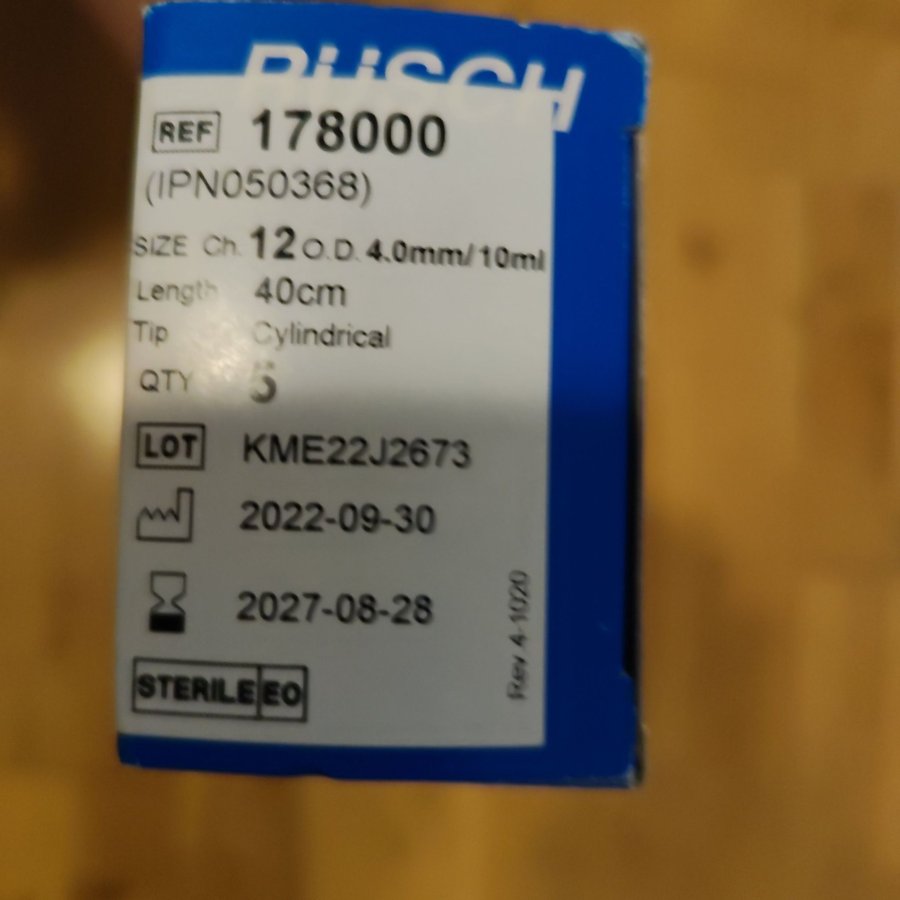 RÜSCH
REF 178000
(IPN050368)
SIZE Ch. 12 O.D. 4.0mm/10ml
Length 40cm
Tip Cylindrical
QTY 5
LOT KME22J2673
2022-09-30
2027-08-28
Rev 4-1020
STERILE EO